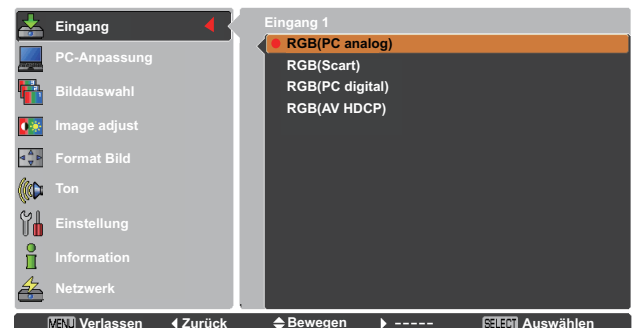 Eingang
PC-Anpassung
Bildauswahl
Image adjust
Format Bild
Ton
Einstellung
Information
Netzwerk
Eingang 1
RGB(PC analog)
RGB(Scart)
RGB(PC digital)
RGB(AV HDCP)
MENU Verlassen Zurück Bewegen ----- SELECT Auswählen